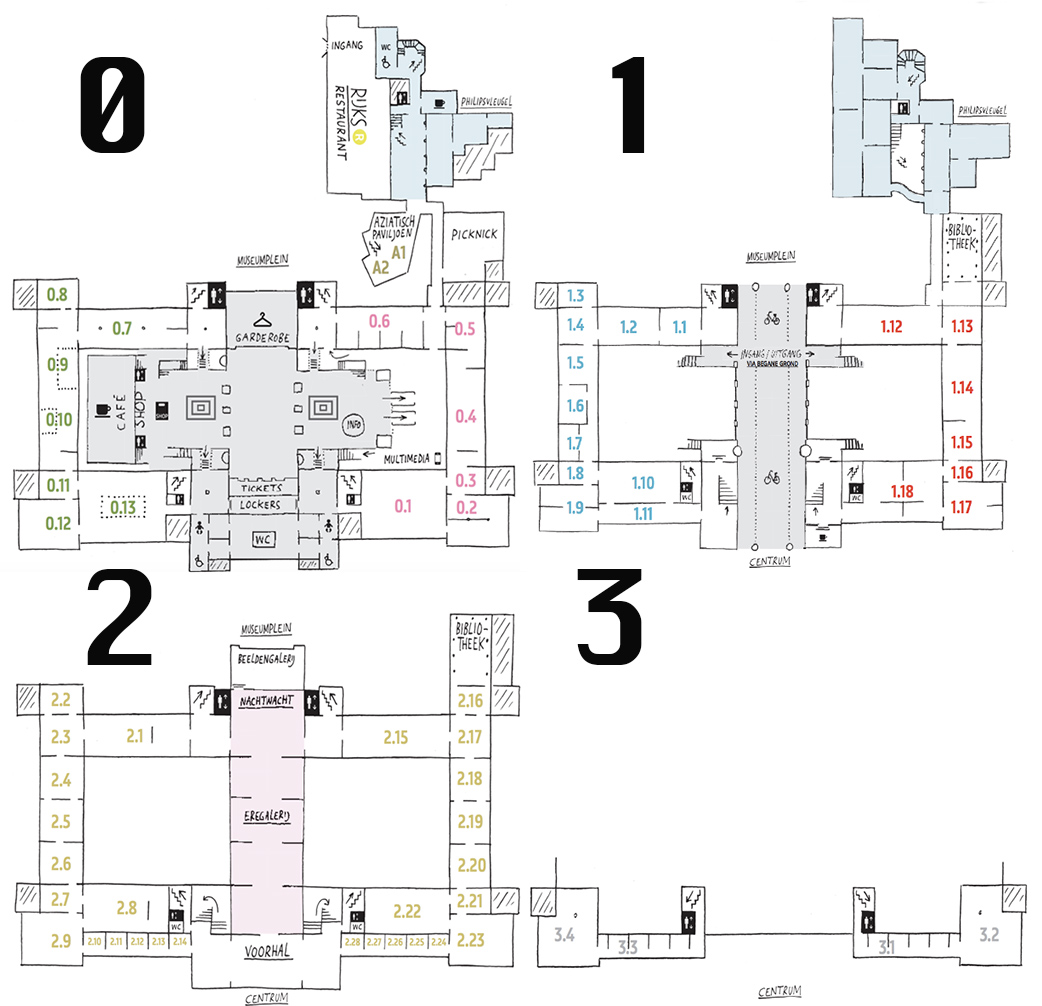 0
INGANG
WC
RIJKS R
RESTAURANT
PHILIPSVLEUGEL
AZIATISCH
PAVILJOEN
A1
A2
PICKNICK
MUSEUMPLEIN
0.8
0.7
GARDEROBE
0.6
0.5
0.9
0.10
CAFÉ
SHOP
SHOP
INFO
0.4
MULTIMEDIA
0.3
0.11
TICKETS
LOCKERS
0.13
0.1
0.2
0.12
WC
1
PHILIPSVLEUGEL
BIBLIO-
THEEK
MUSEUMPLEIN
1.3
1.4
1.2
1.1
1.12
1.13
INGANG / UITGANG
VIA BEGANE GROND
1.5
1.14
1.6
1.7
1.15
1.8
1.10
WC
WC
1.18
1.16
1.9
1.11
1.17
CENTRUM
2
MUSEUMPLEIN
BIBLIO-
THEEK
BEELDENGALERIJ
2.2
NACHTWACHT
2.16
2.3
2.1
2.15
2.17
2.4
2.18
2.5
EREGALERIJ
2.19
2.6
2.20
2.7
2.8
WC
WC
2.22
2.21
2.9
2.10
2.11
2.12
2.13
2.14
VOORHAL
2.28
2.27
2.26
2.25
2.24
2.23
CENTRUM
3
3.4
3.3
3.1
3.2
CENTRUM